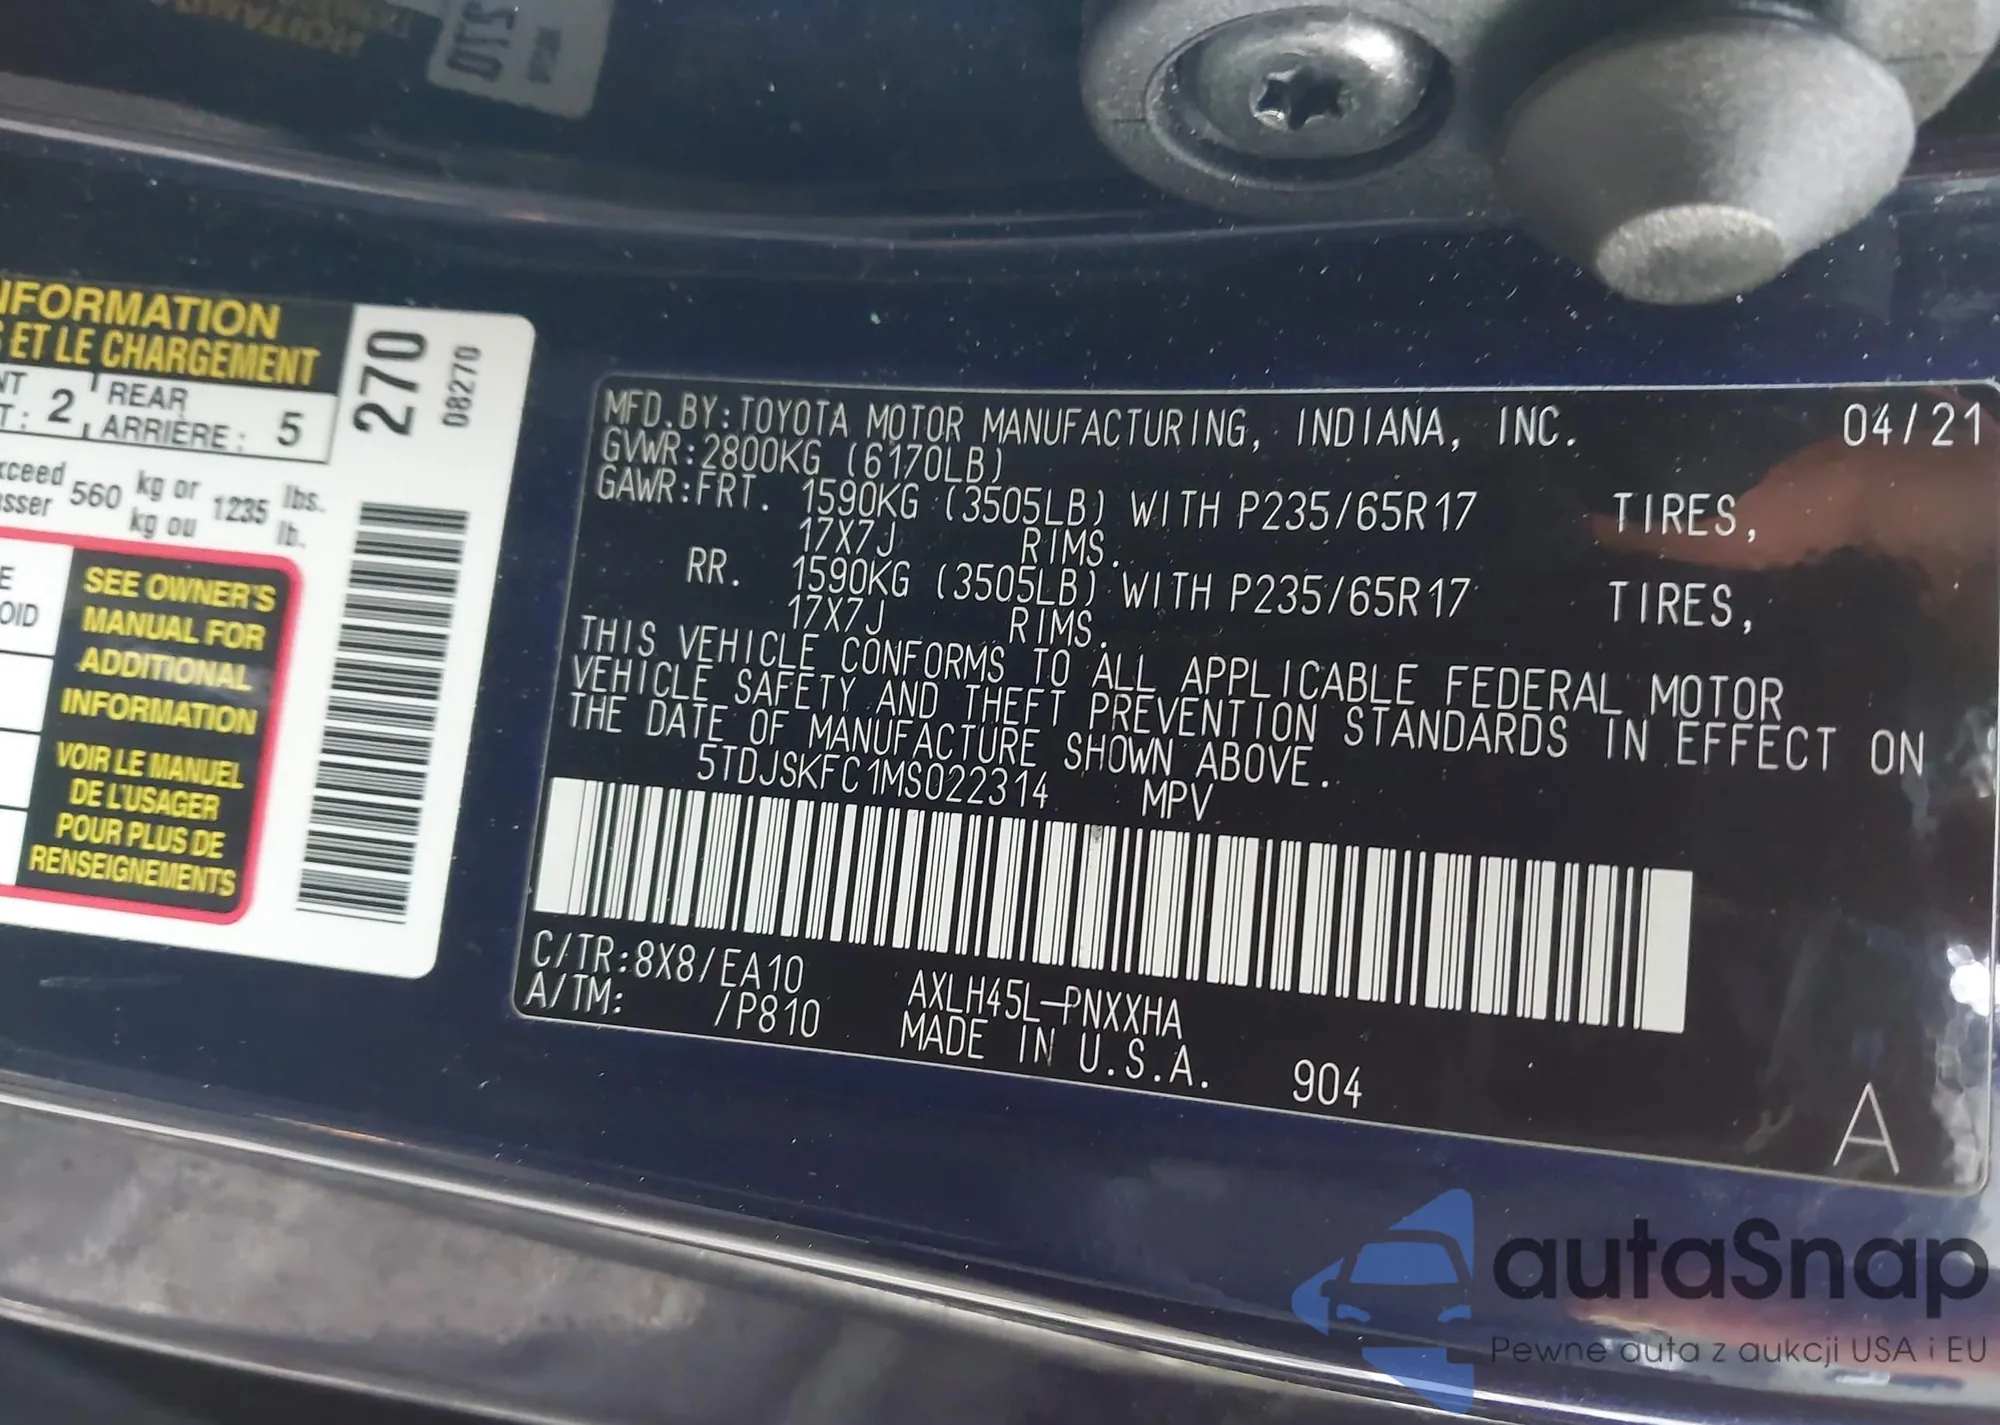 NFORMATION
ET LE CHARGEMENT
2 REAR
ARRIÈRE : 5
270
08270
560 kg or 1235 lbs.
kg ou lb.
SEE OWNER'S
MANUAL FOR
ADDITIONAL
INFORMATION
VOIR LE MANUEL
DE L'USAGER
POUR PLUS DE
RENSEIGNEMENTS
MFD.BY:TOYOTA MOTOR MANUFACTURING, INDIANA, INC. 04/21
GVWR:2800KG (6170LB)
GAWR:FRT. 1590KG (3505LB) WITH P235/65R17 TIRES,
17X7J RIMS.
RR. 1590KG (3505LB) WITH P235/65R17 TIRES,
17X7J RIMS.
THIS VEHICLE CONFORMS TO ALL APPLICABLE FEDERAL MOTOR
VEHICLE SAFETY AND THEFT PREVENTION STANDARDS IN EFFECT ON
THE DATE OF MANUFACTURE SHOWN ABOVE.
5TDJSKFC1MS022314 MPV
C/TR:8X8/EA10 AXLH45L-PNXXHA
A/TM: /P810 MADE IN U.S.A. 904
A
autaSnap
Pewne auta z aukcji USA i EU